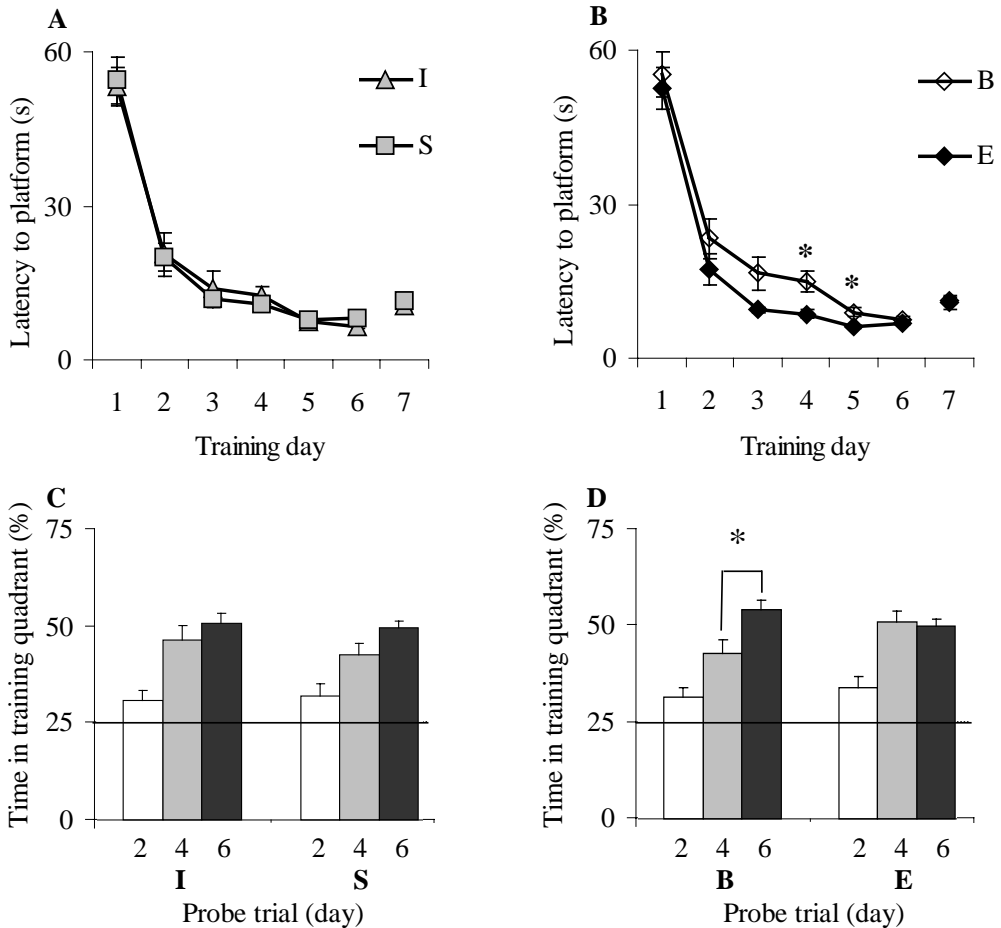 A
60
30
0
Latency to platform (s)
I
S
1 2 3 4 5 6 7
Training day
B
60
30
0
Latency to platform (s)
B
E
*
*
1 2 3 4 5 6 7
Training day
C
75
50
25
0
Time in training quadrant (%)
2 4 6 2 4 6
I S
Probe trial (day)
D
75
50
25
0
Time in training quadrant (%)
*
2 4 6 2 4 6
B E
Probe trial (day)